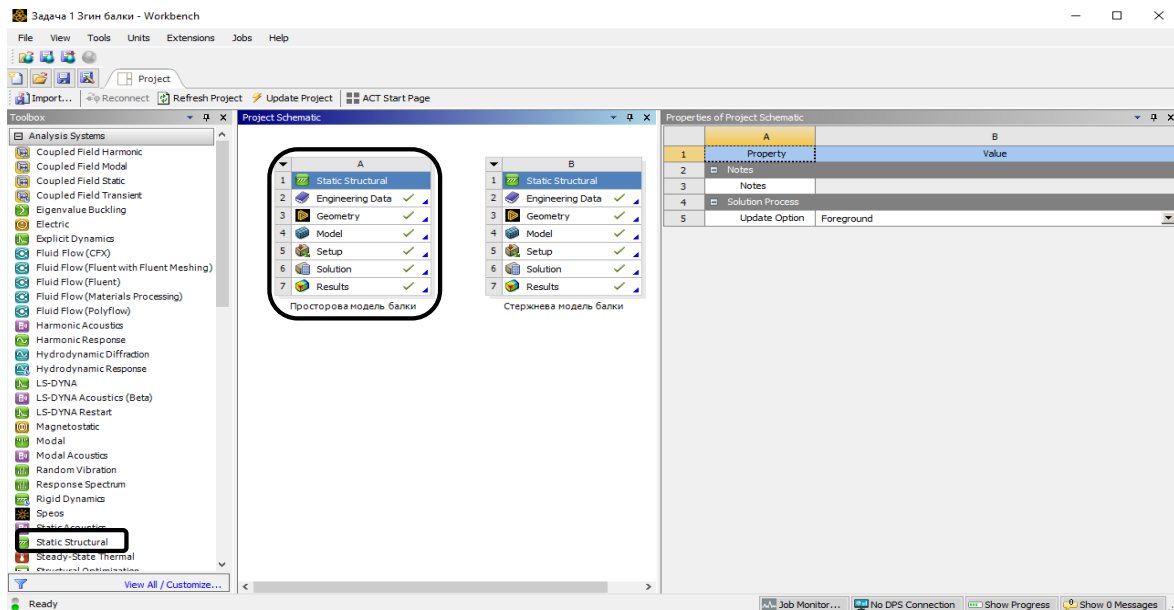 Задача 1 Згин балки - Workbench
File View Tools Units Extensions Jobs Help
Project
Import... Reconnect Refresh Project Update Project ACT Start Page
Toolbox
Analysis Systems
Coupled Field Harmonic
Coupled Field Modal
Coupled Field Static
Coupled Field Transient
Eigenvalue Buckling
Electric
Explicit Dynamics
Fluid Flow (CFX)
Fluid Flow (Fluent with Fluent Meshing)
Fluid Flow (Fluent)
Fluid Flow (Materials Processing)
Fluid Flow (Polyflow)
Harmonic Acoustics
Harmonic Response
Hydrodynamic Diffraction
Hydrodynamic Response
LS-DYNA
LS-DYNA Acoustics (Beta)
LS-DYNA Restart
Magnetostatic
Modal
Modal Acoustics
Random Vibration
Response Spectrum
Rigid Dynamics
Speos
Static Acoustics
Static Structural
Steady-State Thermal
Structural Optimization
View All / Customize...
Project Schematic
A
1 Static Structural
2 Engineering Data
3 Geometry
4 Model
5 Setup
6 Solution
7 Results
Просторова модель балки
B
1 Static Structural
2 Engineering Data
3 Geometry
4 Model
5 Setup
6 Solution
7 Results
Стержнева модель балки
Properties of Project Schematic
A B
1 Property Value
2 Notes
3 Notes
4 Solution Process
5 Update Option Foreground
Ready
Job Monitor... No DPS Connection Show Progress Show 0 Messages